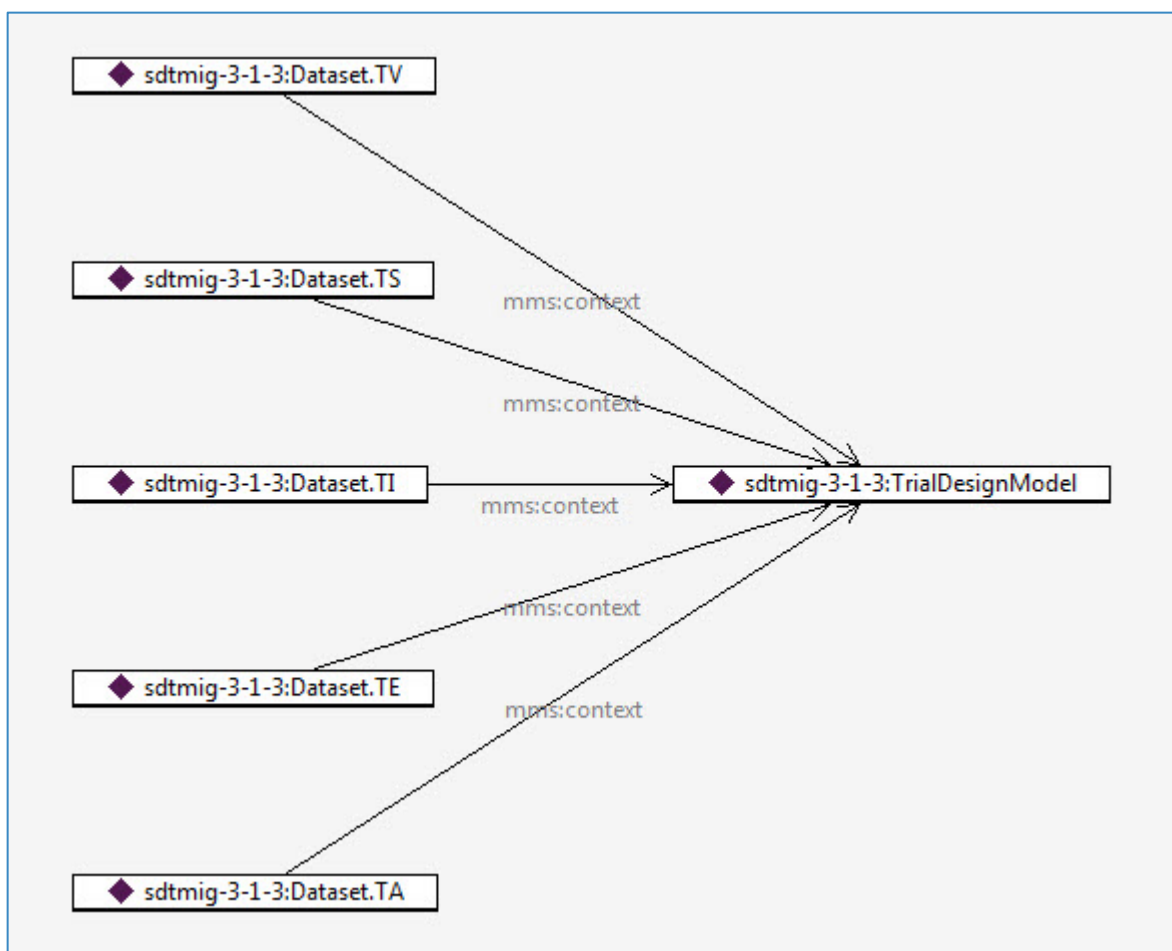 sdtmig-3-1-3:Dataset.TV
sdtmig-3-1-3:Dataset.TS
mms:context
mms:context
sdtmig-3-1-3:Dataset.TI
sdtmig-3-1-3:TrialDesignModel
mms:context
mms:context
sdtmig-3-1-3:Dataset.TE
mms:context
sdtmig-3-1-3:Dataset.TA